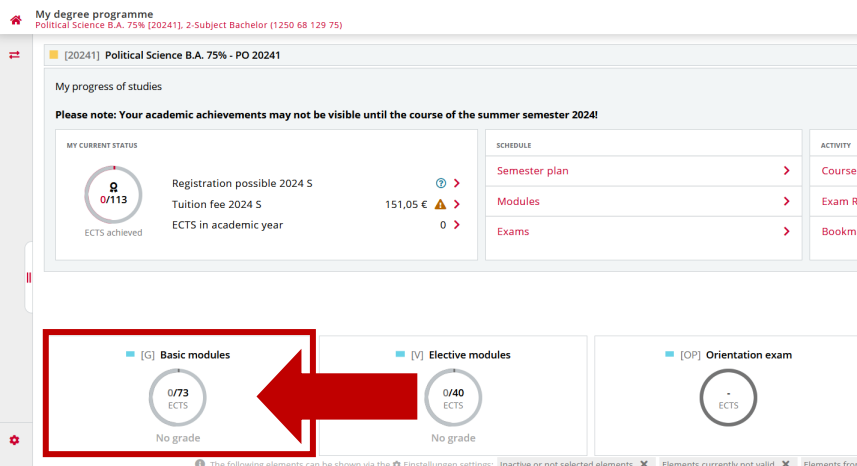 My degree programme
Political Science B.A. 75% [20241], 2-Subject Bachelor (1250 68 129 75)
[20241] Political Science B.A. 75% - PO 20241
My progress of studies
Please note: Your academic achievements may not be visible until the course of the summer semester 2024!
MY CURRENT STATUS
0/113
ECTS achieved
Registration possible 2024 S
Tuition fee 2024 S 151,05 €
ECTS in academic year 0
SCHEDULE
Semester plan
Modules
Exams
ACTIVITY
Course
Exam R
Bookm
[G] Basic modules
0/73
ECTS
No grade
[V] Elective modules
0/40
ECTS
No grade
[OP] Orientation exam
-
ECTS
The following elements can be shown via the Einstellungen settings: Inactive or not selected elements Elements currently not valid Elements from